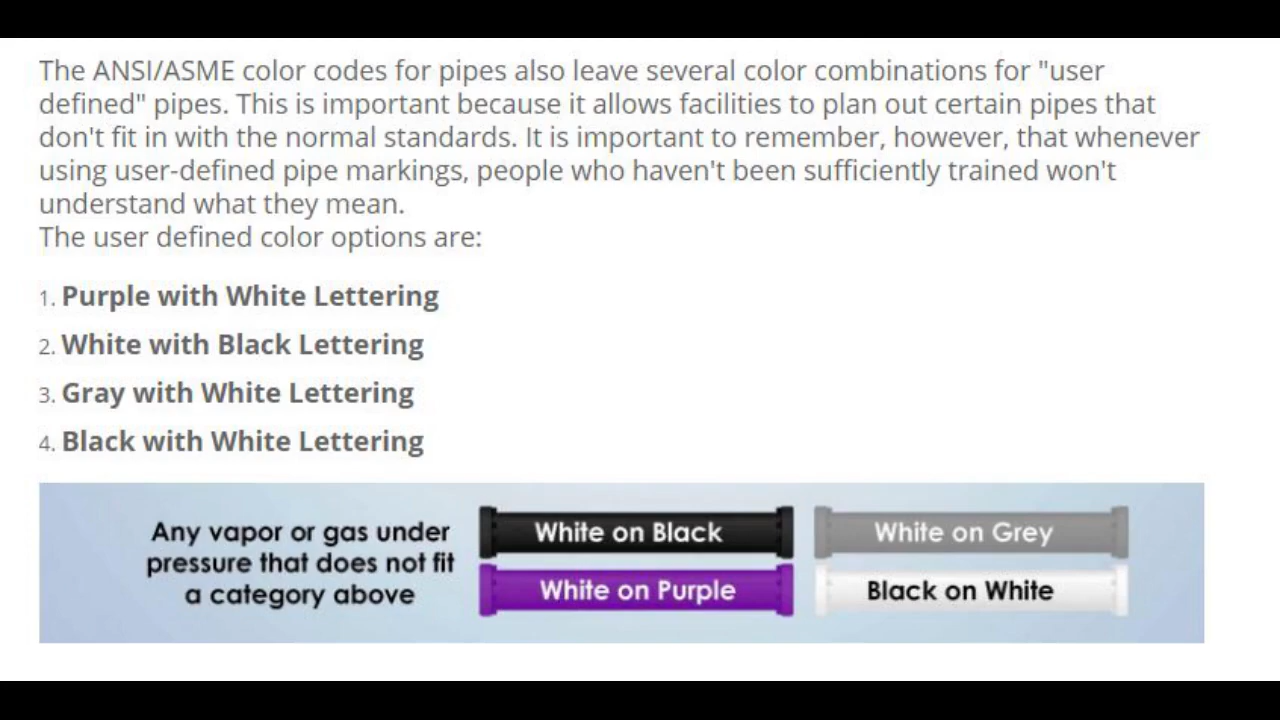 The ANSI/ASME color codes for pipes also leave several color combinations for "user
defined" pipes. This is important because it allows facilities to plan out certain pipes that
don't fit in with the normal standards. It is important to remember, however, that whenever
using user-defined pipe markings, people who haven't been sufficiently trained won't
understand what they mean.
The user defined color options are:
1. Purple with White Lettering
2. White with Black Lettering
3. Gray with White Lettering
4. Black with White Lettering
Any vapor or gas under
pressure that does not fit
a category above
White on Black
White on Grey
White on Purple
Black on White